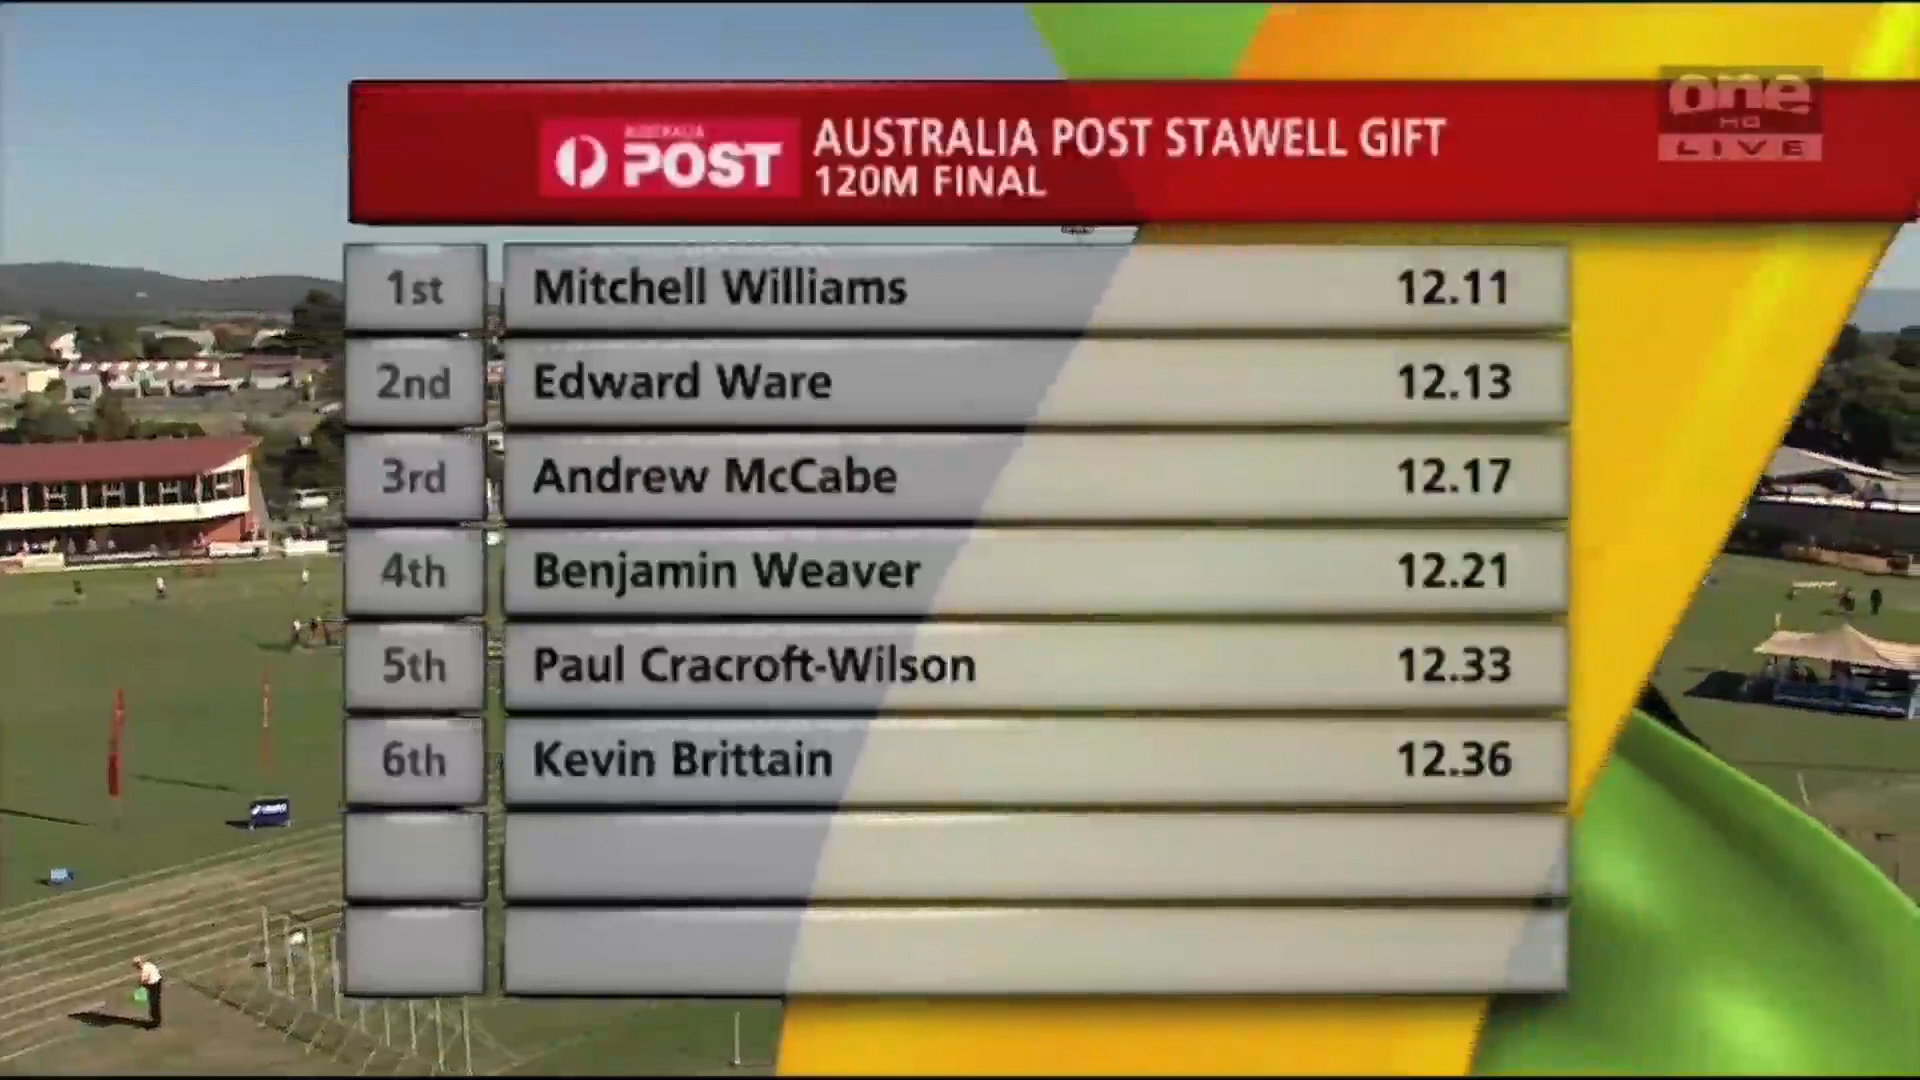 AUSTRALIA
POST
AUSTRALIA POST STAWELL GIFT
120M FINAL
one
HD
LIVE
1st Mitchell Williams 12.11
2nd Edward Ware 12.13
3rd Andrew McCabe 12.17
4th Benjamin Weaver 12.21
5th Paul Cracroft-Wilson 12.33
6th Kevin Brittain 12.36